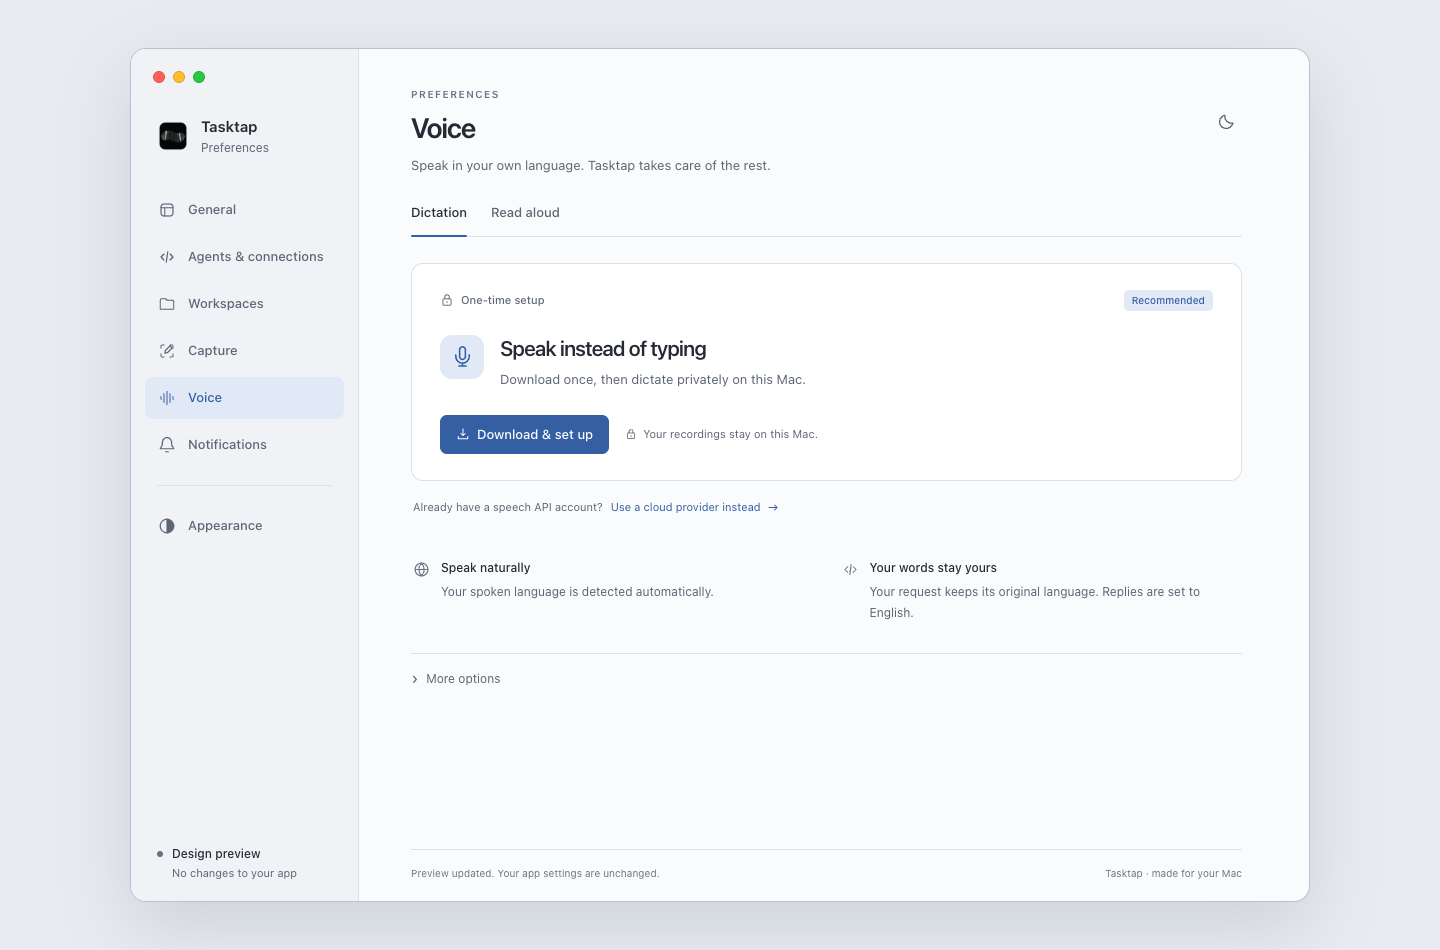 Tasktap
Preferences
General
Agents & connections
Workspaces
Capture
Voice
Notifications
Appearance
Design preview
No changes to your app
PREFERENCES
Voice
Speak in your own language. Tasktap takes care of the rest.
Dictation
Read aloud
One-time setup
Recommended
Speak instead of typing
Download once, then dictate privately on this Mac.
Download & set up
Your recordings stay on this Mac.
Already have a speech API account? Use a cloud provider instead →
Speak naturally
Your spoken language is detected automatically.
Your words stay yours
Your request keeps its original language. Replies are set to
English.
More options
Preview updated. Your app settings are unchanged.
Tasktap · made for your Mac